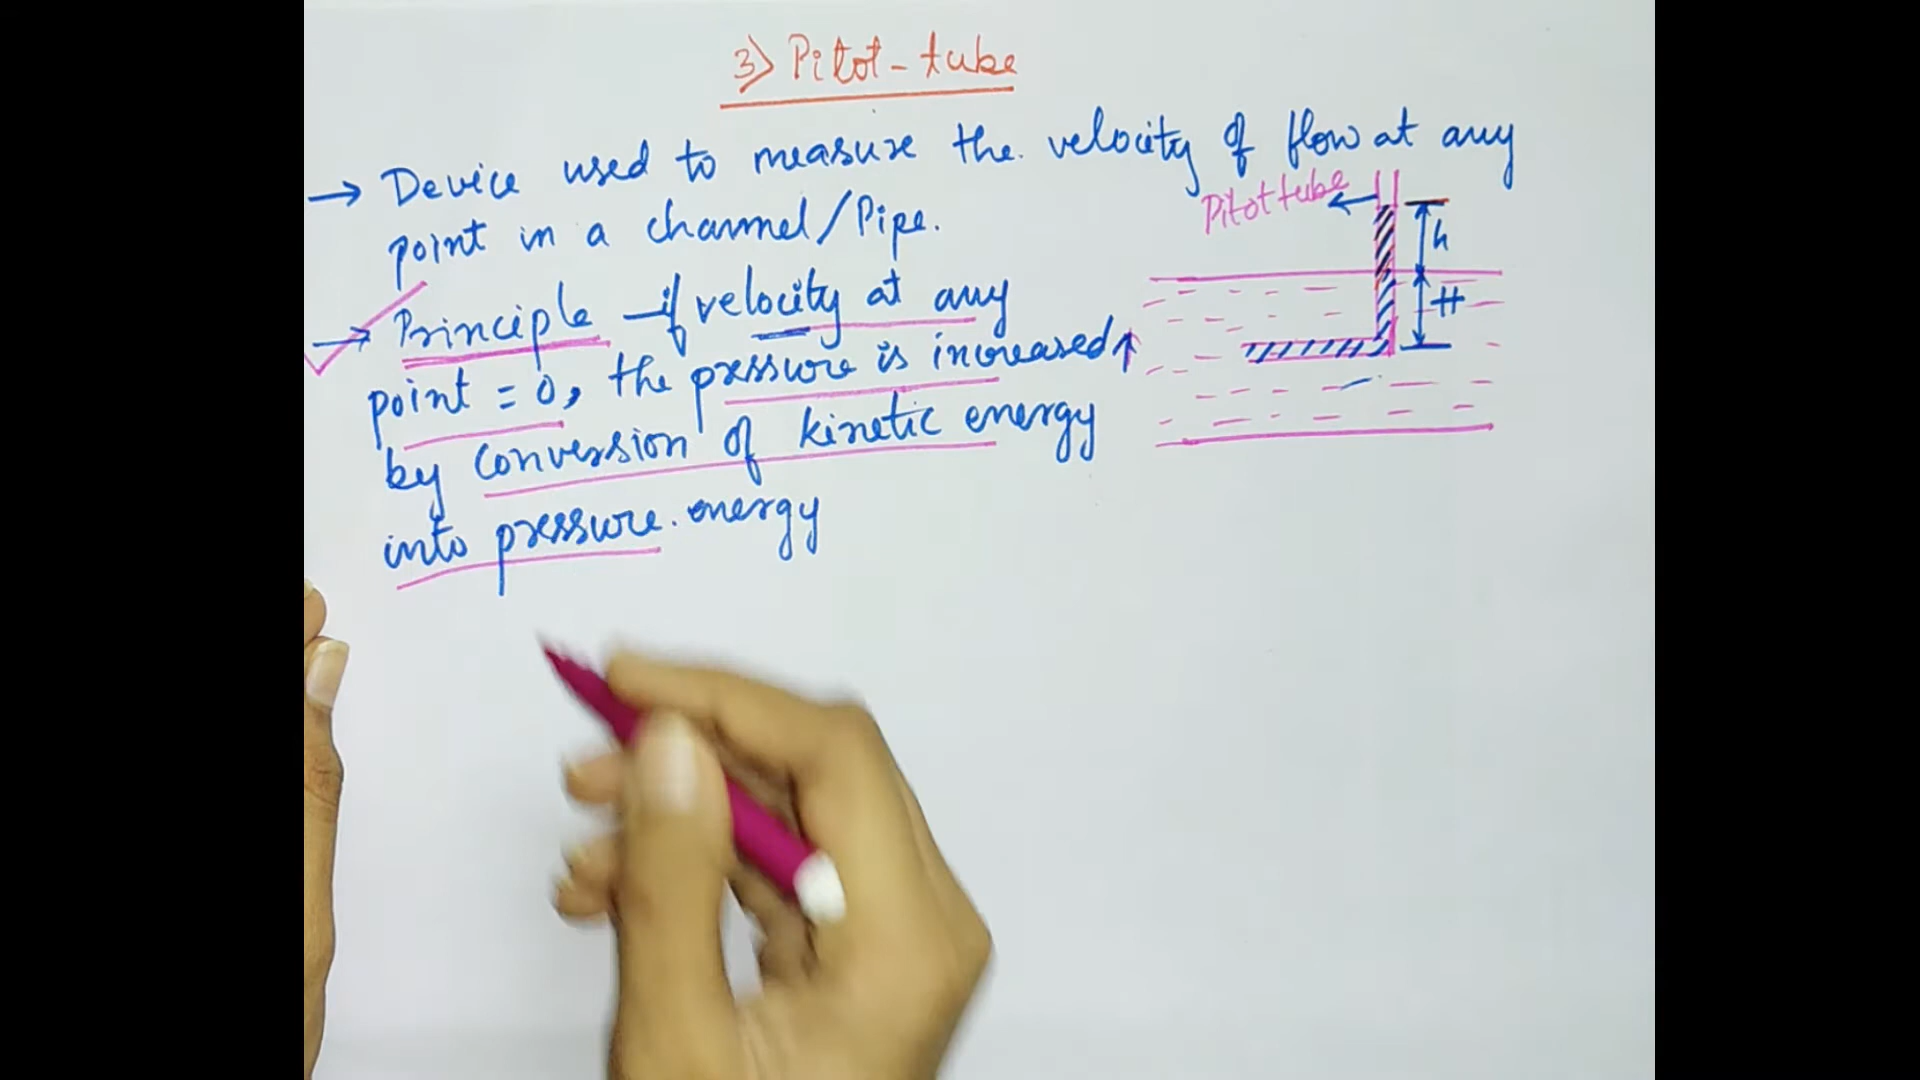 3) Pitot-tube
→ Device used to measure the velocity of flow at any
point in a channel/Pipe.
Pitot tube
h
H
→ Principle - if velocity at any
point = 0, the pressure is increased ↑
by conversion of kinetic energy
into pressure energy